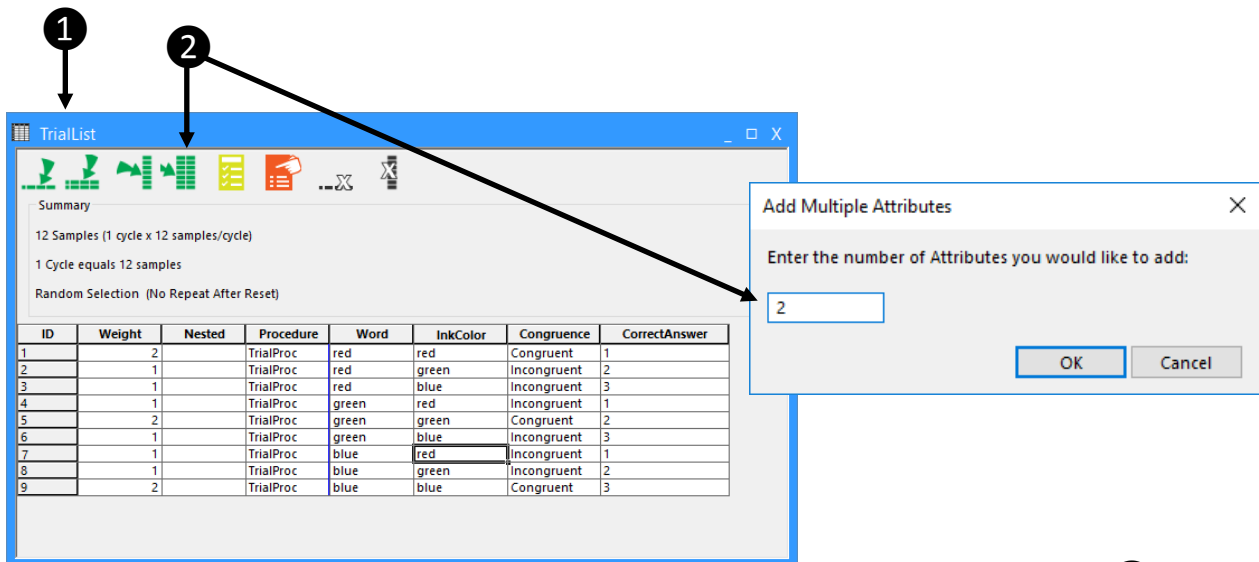 1
2
TrialList
Summary
12 Samples (1 cycle x 12 samples/cycle)
1 Cycle equals 12 samples
Random Selection (No Repeat After Reset)
ID Weight Nested Procedure Word InkColor Congruence CorrectAnswer
1 2 TrialProc red red Congruent 1
2 1 TrialProc red green Incongruent 2
3 1 TrialProc red blue Incongruent 3
4 1 TrialProc green red Incongruent 1
5 2 TrialProc green green Congruent 2
6 1 TrialProc green blue Incongruent 3
7 1 TrialProc blue red Incongruent 1
8 1 TrialProc blue green Incongruent 2
9 2 TrialProc blue blue Congruent 3
Add Multiple Attributes
Enter the number of Attributes you would like to add:
2
OK Cancel